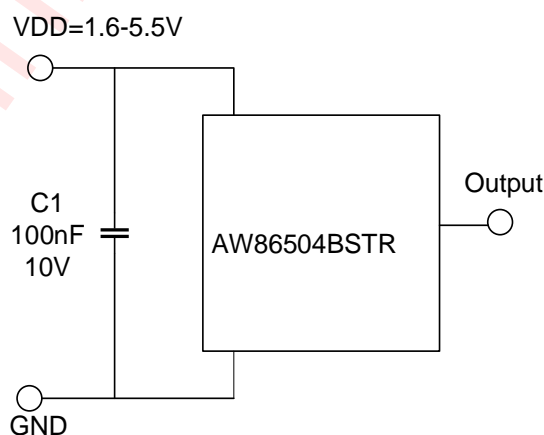 VDD=1.6-5.5V
C1
100nF
10V
AW86504BSTR
Output
GND